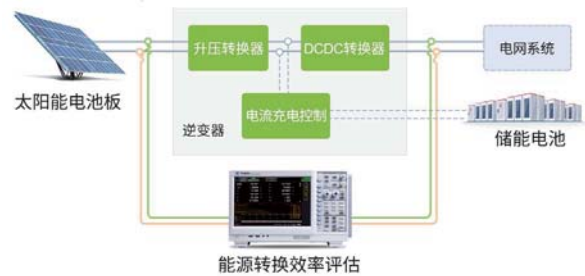 升压转换器
DCDC转换器
电网系统
太阳能电池板
电流充电控制
逆变器
储能电池
能源转换效率评估